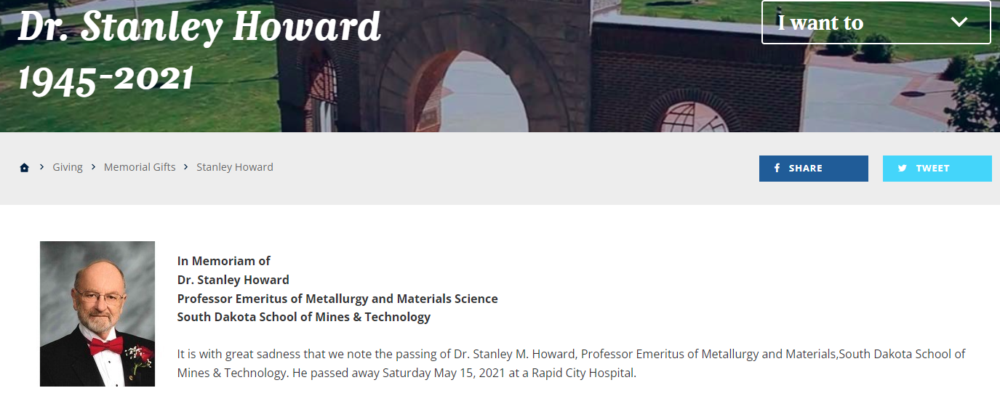 Dr. Stanley Howard
1945-2021
I want to
Giving
Memorial Gifts
Stanley Howard
SHARE
TWEET
In Memoriam of
Dr. Stanley Howard
Professor Emeritus of Metallurgy and Materials Science
South Dakota School of Mines & Technology
It is with great sadness that we note the passing of Dr. Stanley M. Howard, Professor Emeritus of Metallurgy and Materials,South Dakota School of
Mines & Technology. He passed away Saturday May 15, 2021 at a Rapid City Hospital.